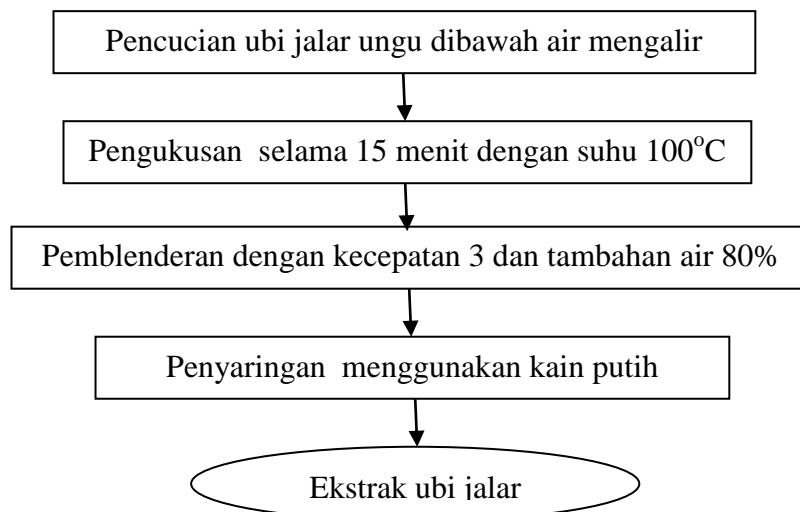 Pencucian ubi jalar ungu dibawah air mengalir
Pengukusan selama 15 menit dengan suhu 100°C
Pemblenderan dengan kecepatan 3 dan tambahan air 80%
Penyaringan menggunakan kain putih
Ekstrak ubi jalar